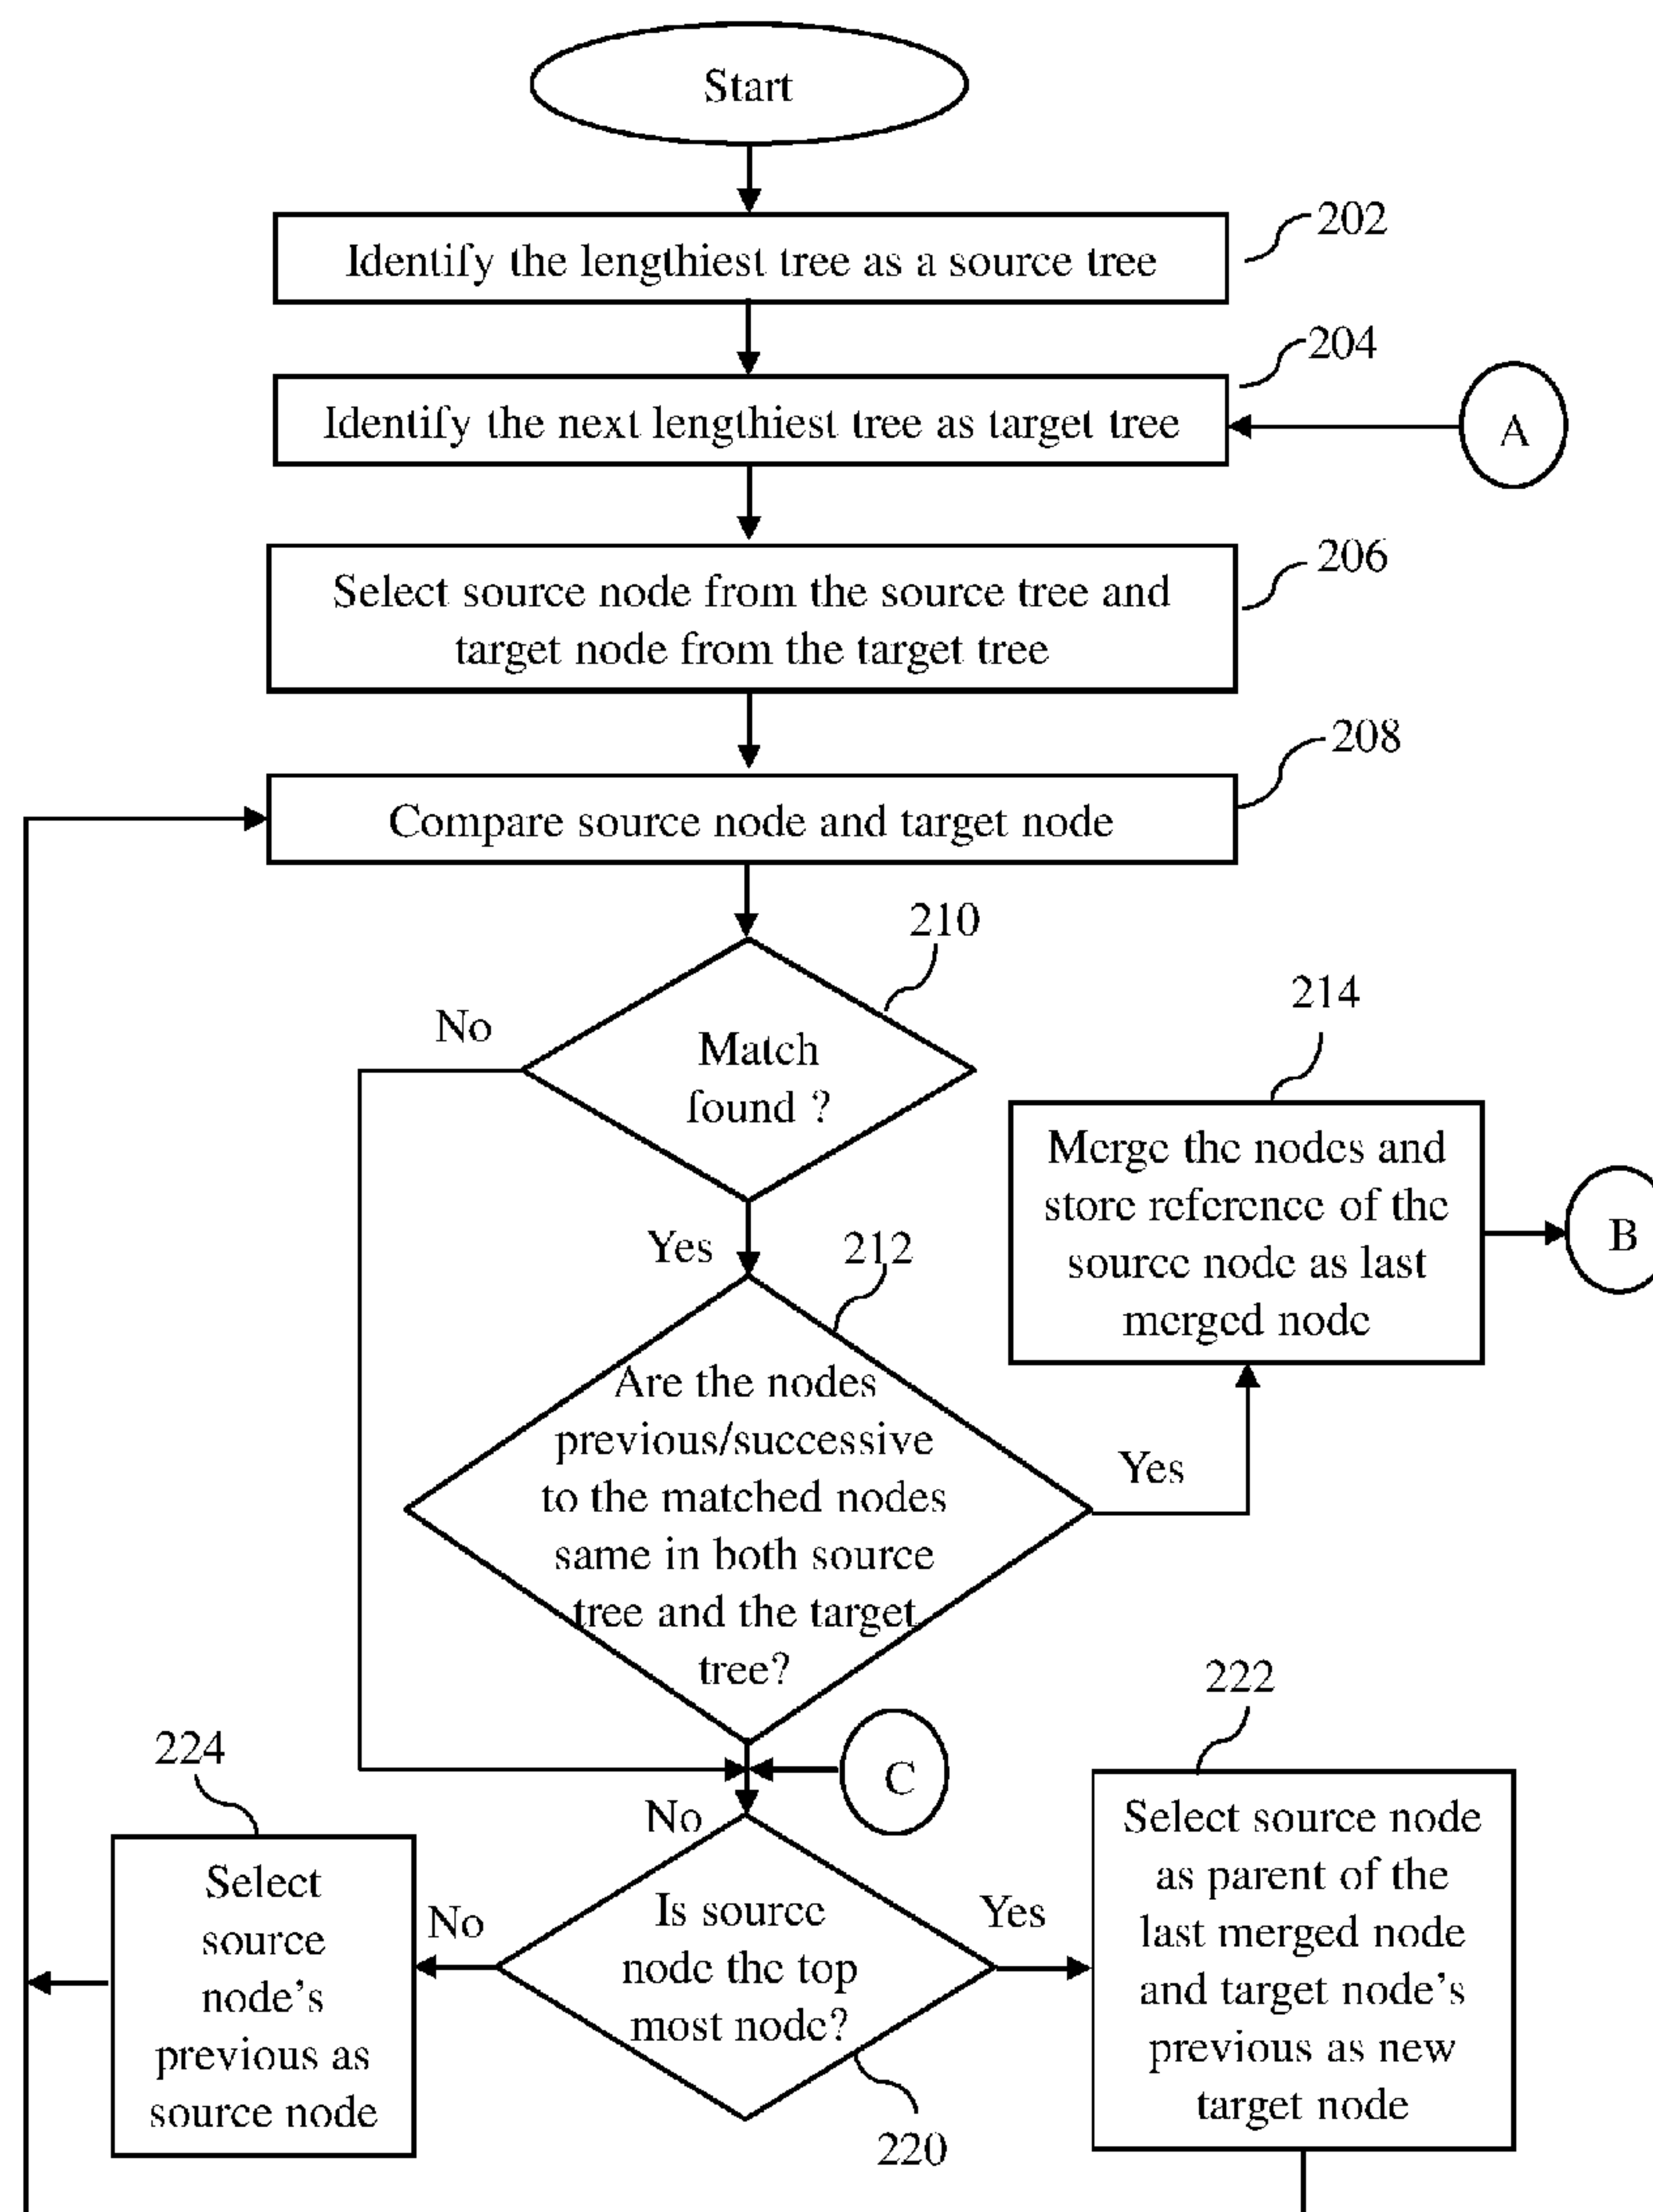 Start
202
Identify the lengthiest tree as a source tree
204
Identify the next lengthiest tree as target tree
A
206
Select source node from the source tree and
target node from the target tree
208
Compare source node and target node
210
No
Match
found ?
214
Merge the nodes and
store reference of the
source node as last
merged node
B
Yes
212
Are the nodes
previous/successive
to the matched nodes
same in both source
tree and the target
tree?
Yes
222
224
C
No
Select source node
as parent of the
last merged node
and target node's
previous as new
target node
Select
source
node's
previous as
source node
No
Is source
node the top
most node?
Yes
220